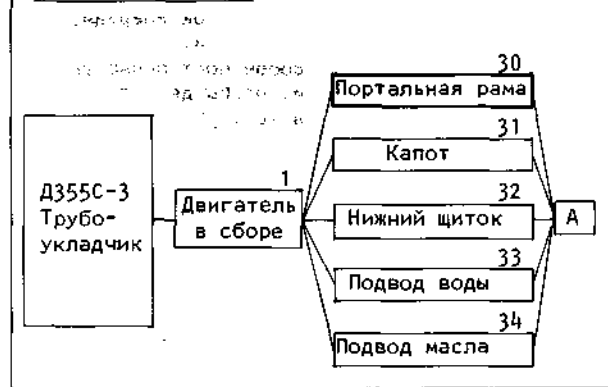 30
Портальная рама
31
Капот
Д355С-3
Трубо-
укладчик
1
Двигатель
в сборе
32
Нижний щиток
А
33
Подвод воды
34
Подвод масла